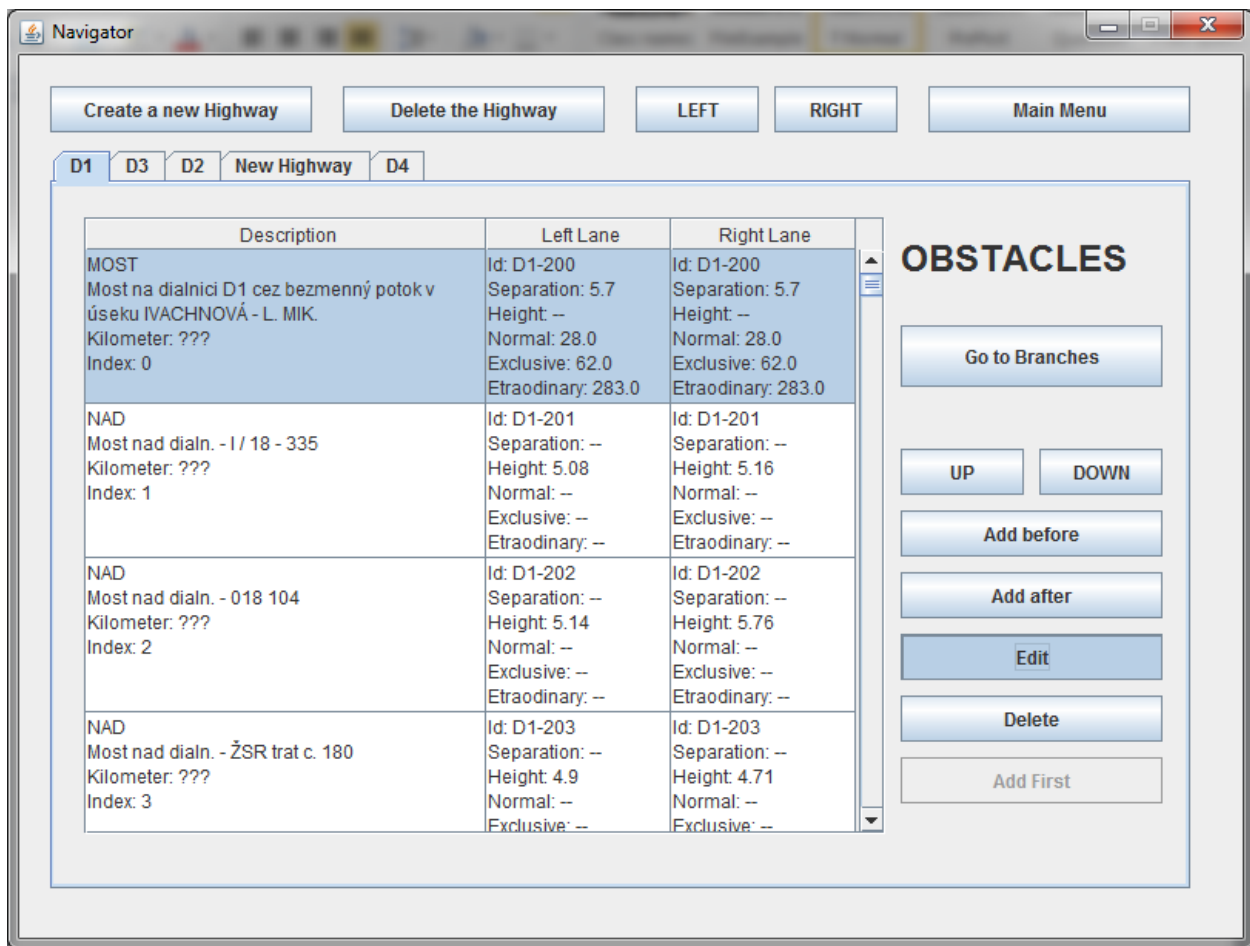 Navigator
Create a new Highway
Delete the Highway
LEFT
RIGHT
Main Menu
D1
D3
D2
New Highway
D4
Description
Left Lane
Right Lane
MOST
Most na dialnici D1 cez bezmenný potok v
úseku IVACHNOVÁ - L. MIK.
Kilometer: ???
Index: 0
Id: D1-200
Separation: 5.7
Height: --
Normal: 28.0
Exclusive: 62.0
Etraodinary: 283.0
Id: D1-200
Separation: 5.7
Height: --
Normal: 28.0
Exclusive: 62.0
Etraodinary: 283.0
NAD
Most nad dialn. - I / 18 - 335
Kilometer: ???
Index: 1
Id: D1-201
Separation: --
Height: 5.08
Normal: --
Exclusive: --
Etraodinary: --
Id: D1-201
Separation: --
Height: 5.16
Normal: --
Exclusive: --
Etraodinary: --
NAD
Most nad dialn. - 018 104
Kilometer: ???
Index: 2
Id: D1-202
Separation: --
Height: 5.14
Normal: --
Exclusive: --
Etraodinary: --
Id: D1-202
Separation: --
Height: 5.76
Normal: --
Exclusive: --
Etraodinary: --
NAD
Most nad dialn. - ŽSR trat c. 180
Kilometer: ???
Index: 3
Id: D1-203
Separation: --
Height: 4.9
Normal: --
Exclusive: --
Id: D1-203
Separation: --
Height: 4.71
Normal: --
Exclusive: --
OBSTACLES
Go to Branches
UP
DOWN
Add before
Add after
Edit
Delete
Add First